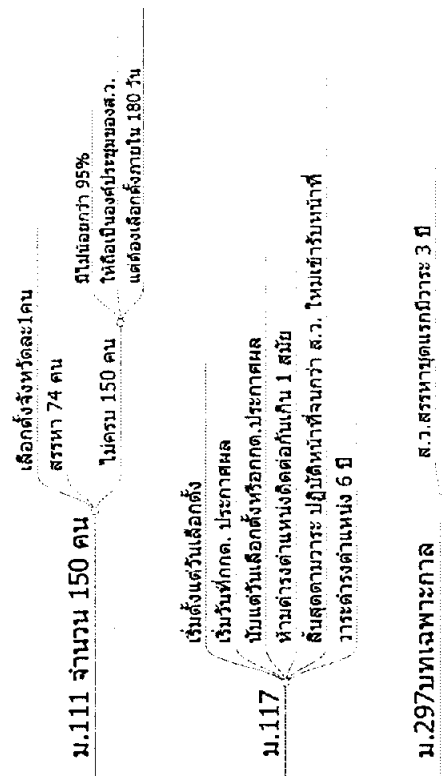 ม.111 จำนวน 150 คน
เลือกตั้งจังหวัดละ1คน
สรรหา 74 คน
ไม่ครบ 150 คน
มีไม่น้อยกว่า 95%
ให้ถือเป็นองค์ประชุมของส.ว.
แต่ต้องเลือกตั้งภายใน 180 วัน
ม.117
เริ่มตั้งแต่วันเลือกตั้ง
เริ่มวันที่กกต. ประกาศผล
นับแต่วันเลือกตั้งหรือกกต.ประกาศผล
ห้ามดำรงตำแหน่งติดต่อกันเกิน 1 สมัย
สิ้นสุดตามวาระ ปฏิบัติหน้าที่จนกว่า ส.ว. ใหม่เข้ารับหน้าที่
วาระดำรงตำแหน่ง 6 ปี
ม.297บทเฉพาะกาล
ส.ว.สรรหาชุดแรกมีวาระ 3 ปี